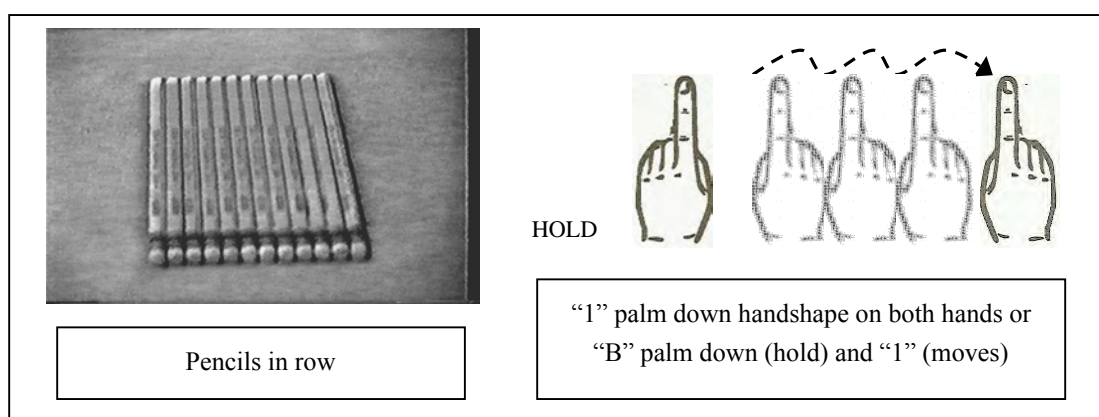 HOLD
“1” palm down handshape on both hands or
“B” palm down (hold) and “1” (moves)
Pencils in row